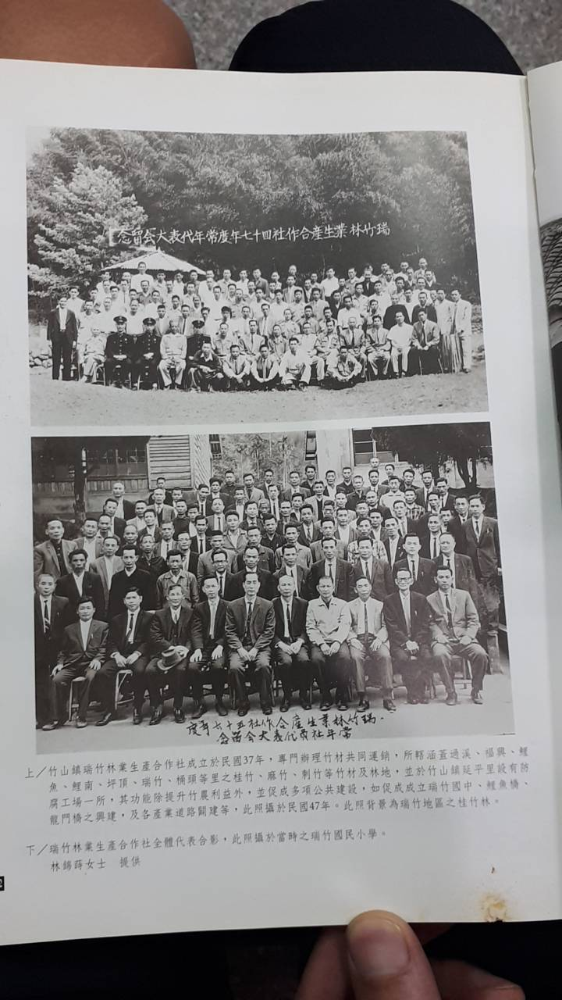 瑞竹林業生產合作社四十七年度常年代表大会留念
瑞竹林業生產合作社五十七年度
常年社員代表大会留念
上／竹山鎮瑞竹林業生產合作社成立於民國37年，專門辦理竹材共同運銷，所轄涵蓋過溪、福興、鯉
魚、鯉南、坪頂、瑞竹、桶頭等里之桂竹、麻竹、刺竹等竹材及林地，並於竹山鎮延平里設有防
腐工場一所，其功能除提升竹農利益外，並促成多項公共建設，如促成成立瑞竹國中、鯉魚橋、
龍門橋之興建，及各產業道路開建等，此照攝於民國47年。此照背景為瑞竹地區之桂竹林。
下／瑞竹林業生產合作社全體代表合影，此照攝於當時之瑞竹國民小學。
林錦蒔女士　提供